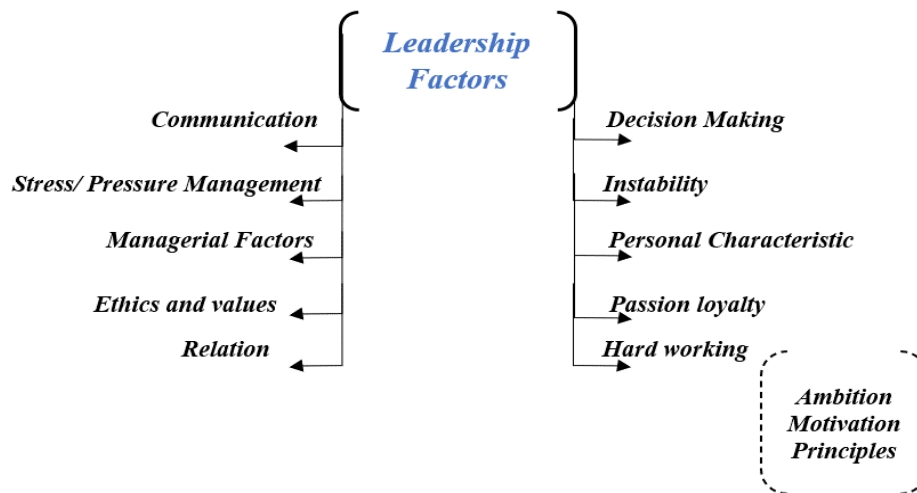 Leadership
Factors
Communication
Stress/ Pressure Management
Managerial Factors
Ethics and values
Relation
Decision Making
Instability
Personal Characteristic
Passion loyalty
Hard working
Ambition
Motivation
Principles